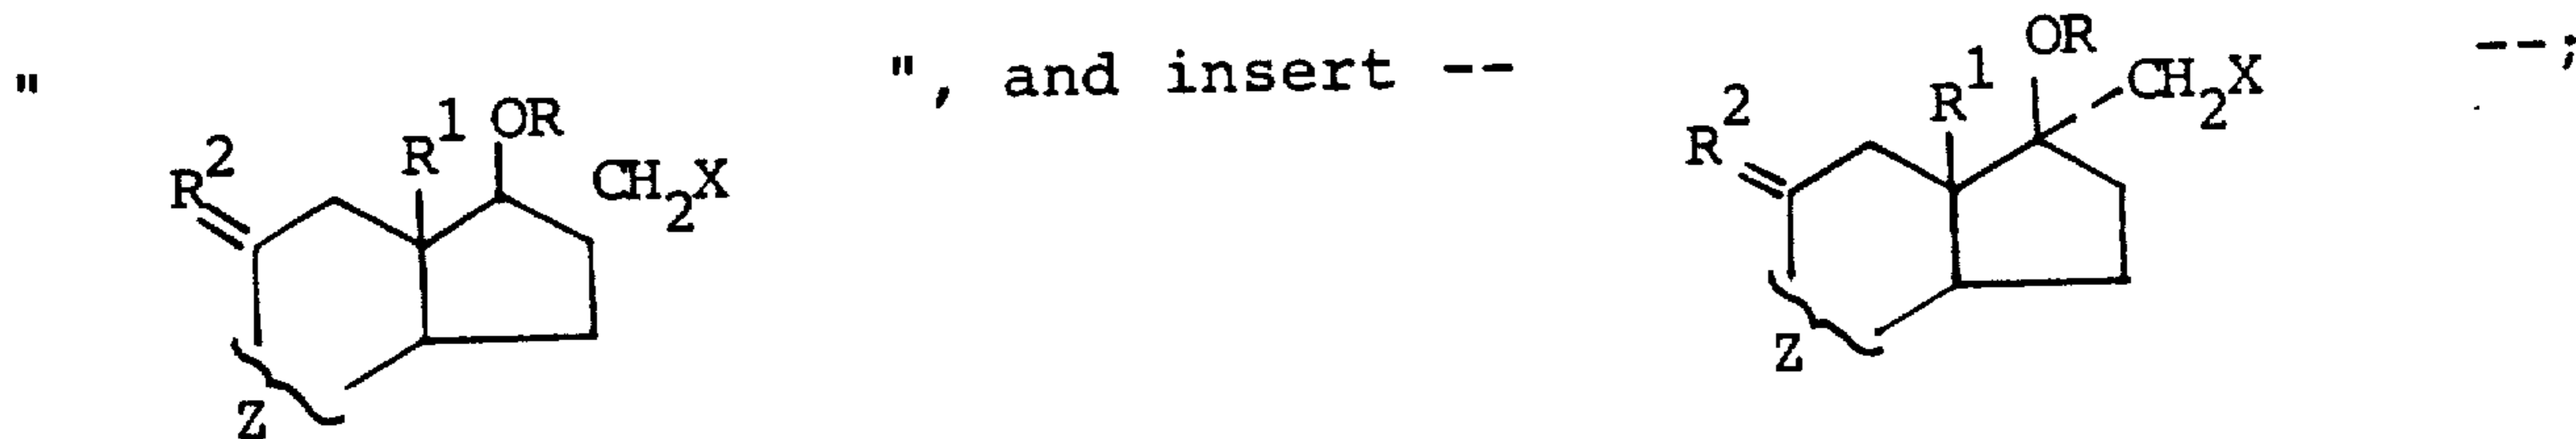 " ", and insert -- --;
R² R¹ OR CH₂X Z
R² R¹ OR CH₂X Z